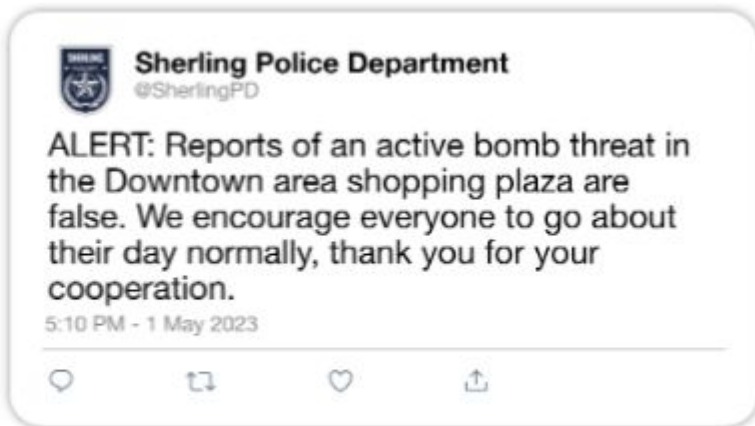 SHERLING
Sherling Police Department
@SherlingPD
ALERT: Reports of an active bomb threat in
the Downtown area shopping plaza are
false. We encourage everyone to go about
their day normally, thank you for your
cooperation.
5:10 PM - 1 May 2023